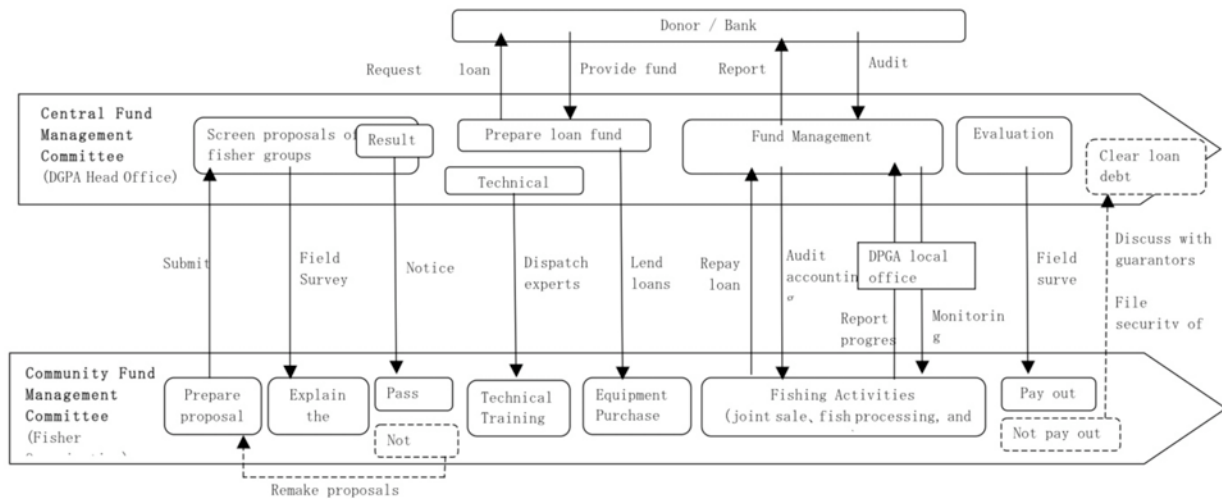 Donor / Bank
Request loan
Provide fund
Report
Audit
Central Fund
Management
Committee
(DGPA Head Office)
Screen proposals of
fisher groups
Result
Prepare loan fund
Technical
Fund Management
Evaluation
Clear loan
debt
Submit
Field
Survey
Notice
Dispatch
experts
Lend
loans
Repay
loan
Audit
accounting
DPGA local
office
Report
progres
Monitorin
g
Field
surve
Discuss with
guarantors
File
security of
Community Fund
Management
Committee
(Fisher
Prepare
proposal
Explain
the
Pass
Not
Technical
Training
Equipment
Purchase
Fishing Activities
(joint sale, fish processing, and
Pay out
Not pay out
Remake proposals